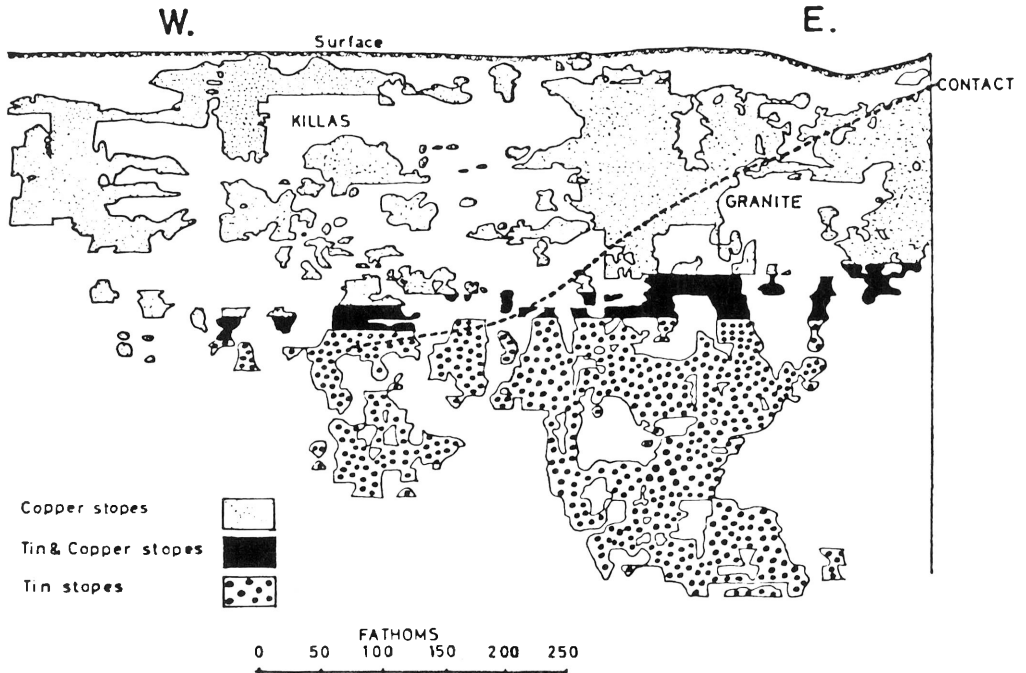 W.
E.
Surface
CONTACT
KILLAS
GRANITE
Copper stopes
Tin & Copper stopes
Tin stopes
FATHOMS
0 50 100 150 200 250